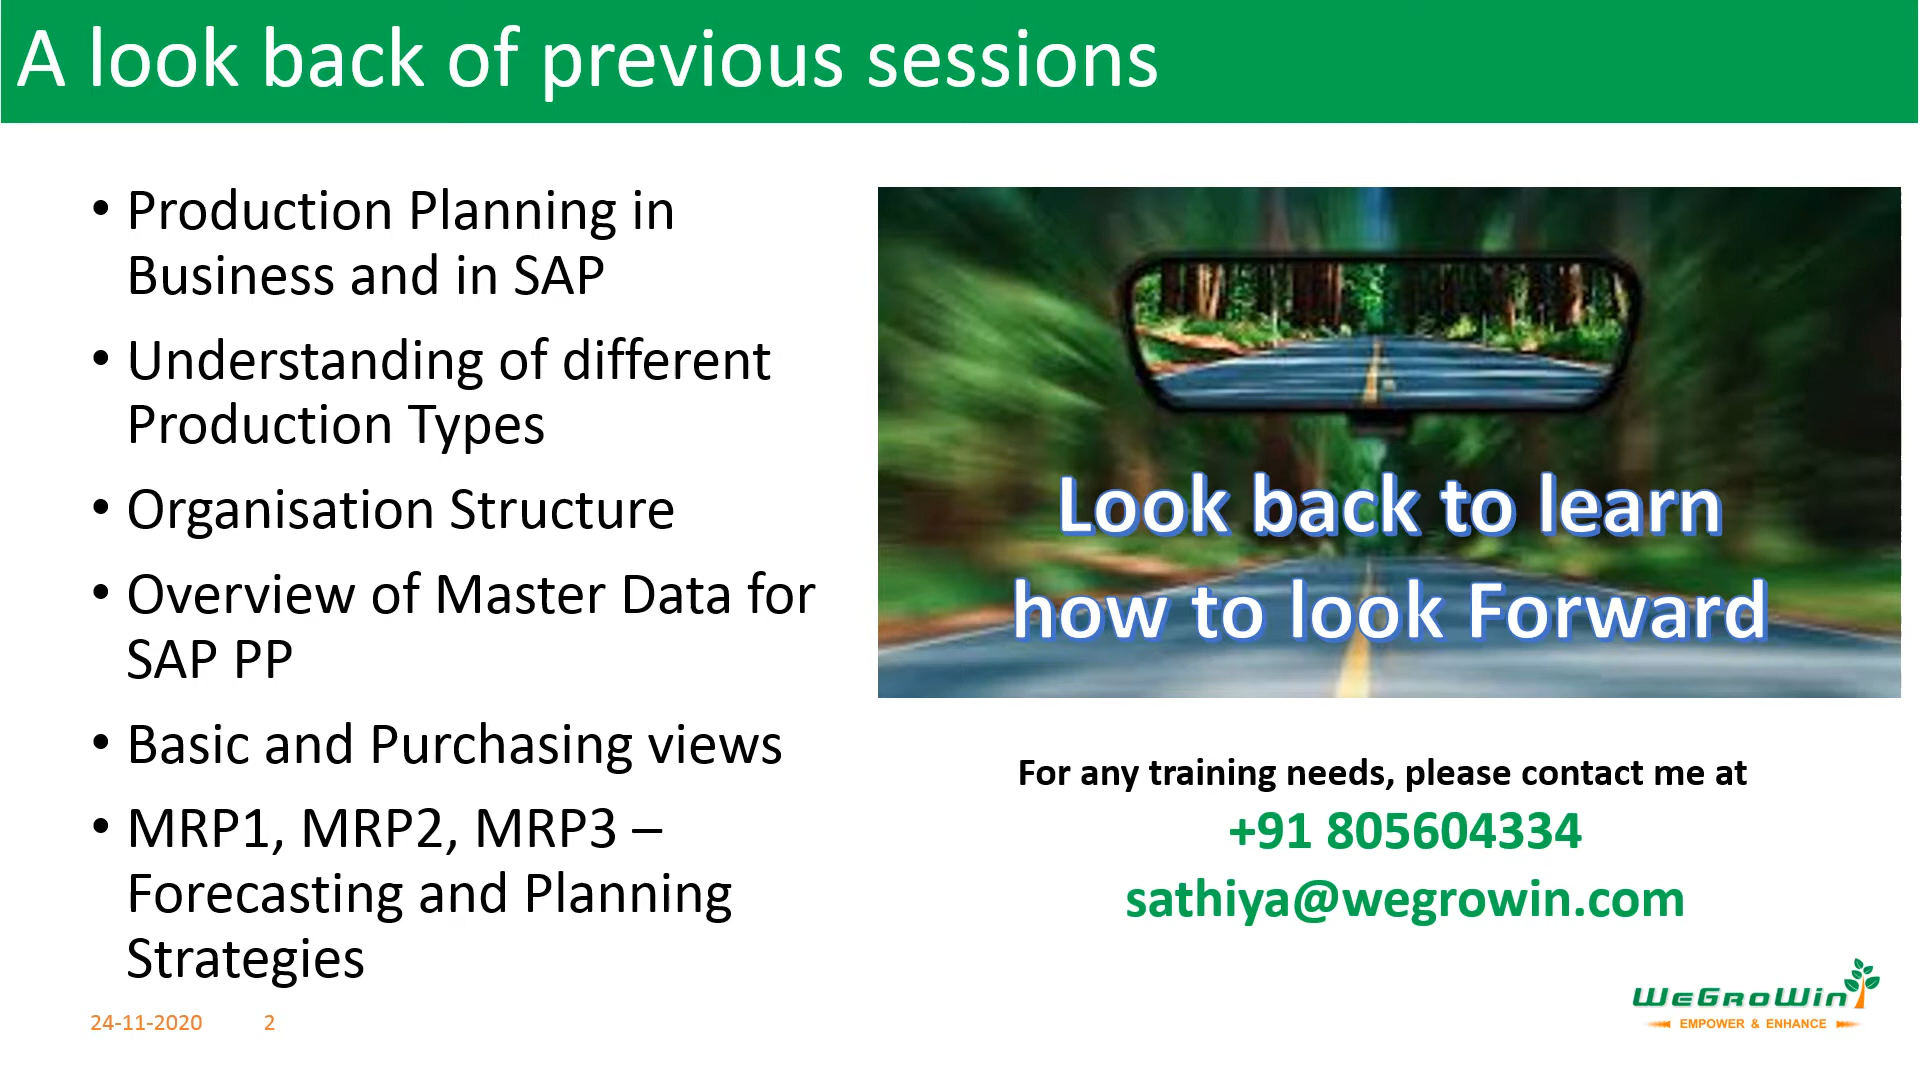 A look back of previous sessions
• Production Planning in
Business and in SAP
• Understanding of different
Production Types
• Organisation Structure
• Overview of Master Data for
SAP PP
• Basic and Purchasing views
• MRP1, MRP2, MRP3 –
Forecasting and Planning
Strategies
Look back to learn
how to look Forward
For any training needs, please contact me at
+91 805604334
sathiya@wegrowin.com
24-11-2020 2
WeGroWin
EMPOWER & ENHANCE